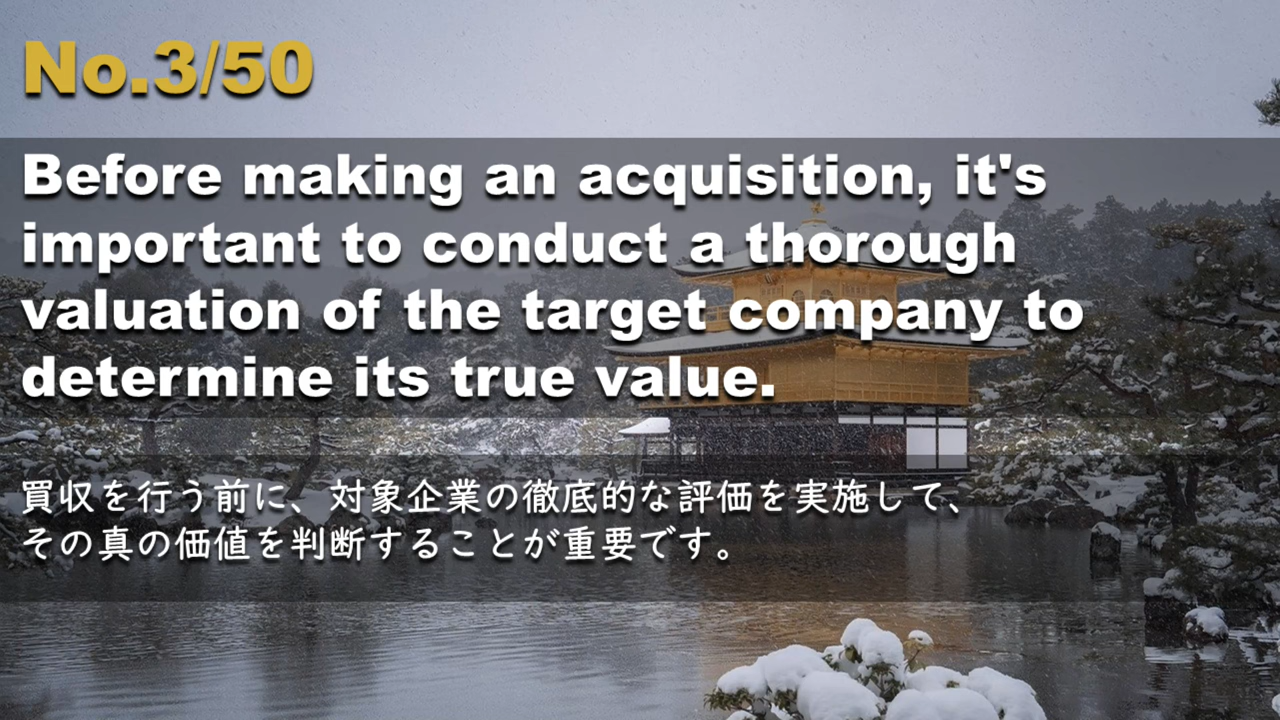 No.3/50
Before making an acquisition, it's
important to conduct a thorough
valuation of the target company to
determine its true value.
買収を行う前に、対象企業の徹底的な評価を実施して、
その真の価値を判断することが重要です。